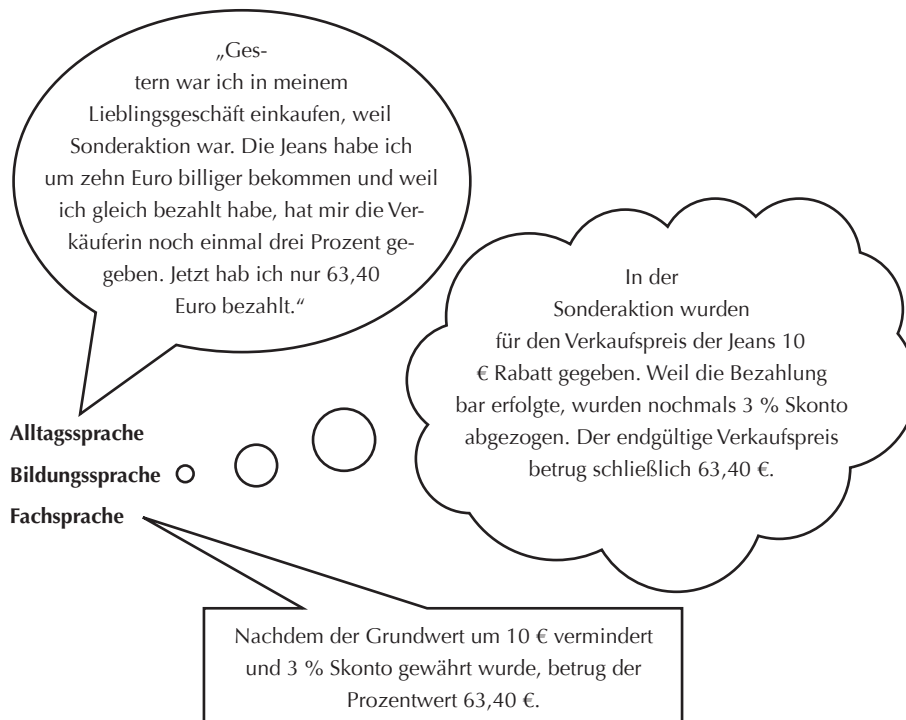 „Ges-
tern war ich in meinem
Lieblingsgeschäft einkaufen, weil
Sonderaktion war. Die Jeans habe ich
um zehn Euro billiger bekommen und weil
ich gleich bezahlt habe, hat mir die Ver-
käuferin noch einmal drei Prozent ge-
geben. Jetzt hab ich nur 63,40
Euro bezahlt.“
In der
Sonderaktion wurden
für den Verkaufspreis der Jeans 10
€ Rabatt gegeben. Weil die Bezahlung
bar erfolgte, wurden nochmals 3 % Skonto
abgezogen. Der endgültige Verkaufspreis
betrug schließlich 63,40 €.
Alltagssprache
Bildungssprache
Fachsprache
Nachdem der Grundwert um 10 € vermindert
und 3 % Skonto gewährt wurde, betrug der
Prozentwert 63,40 €.